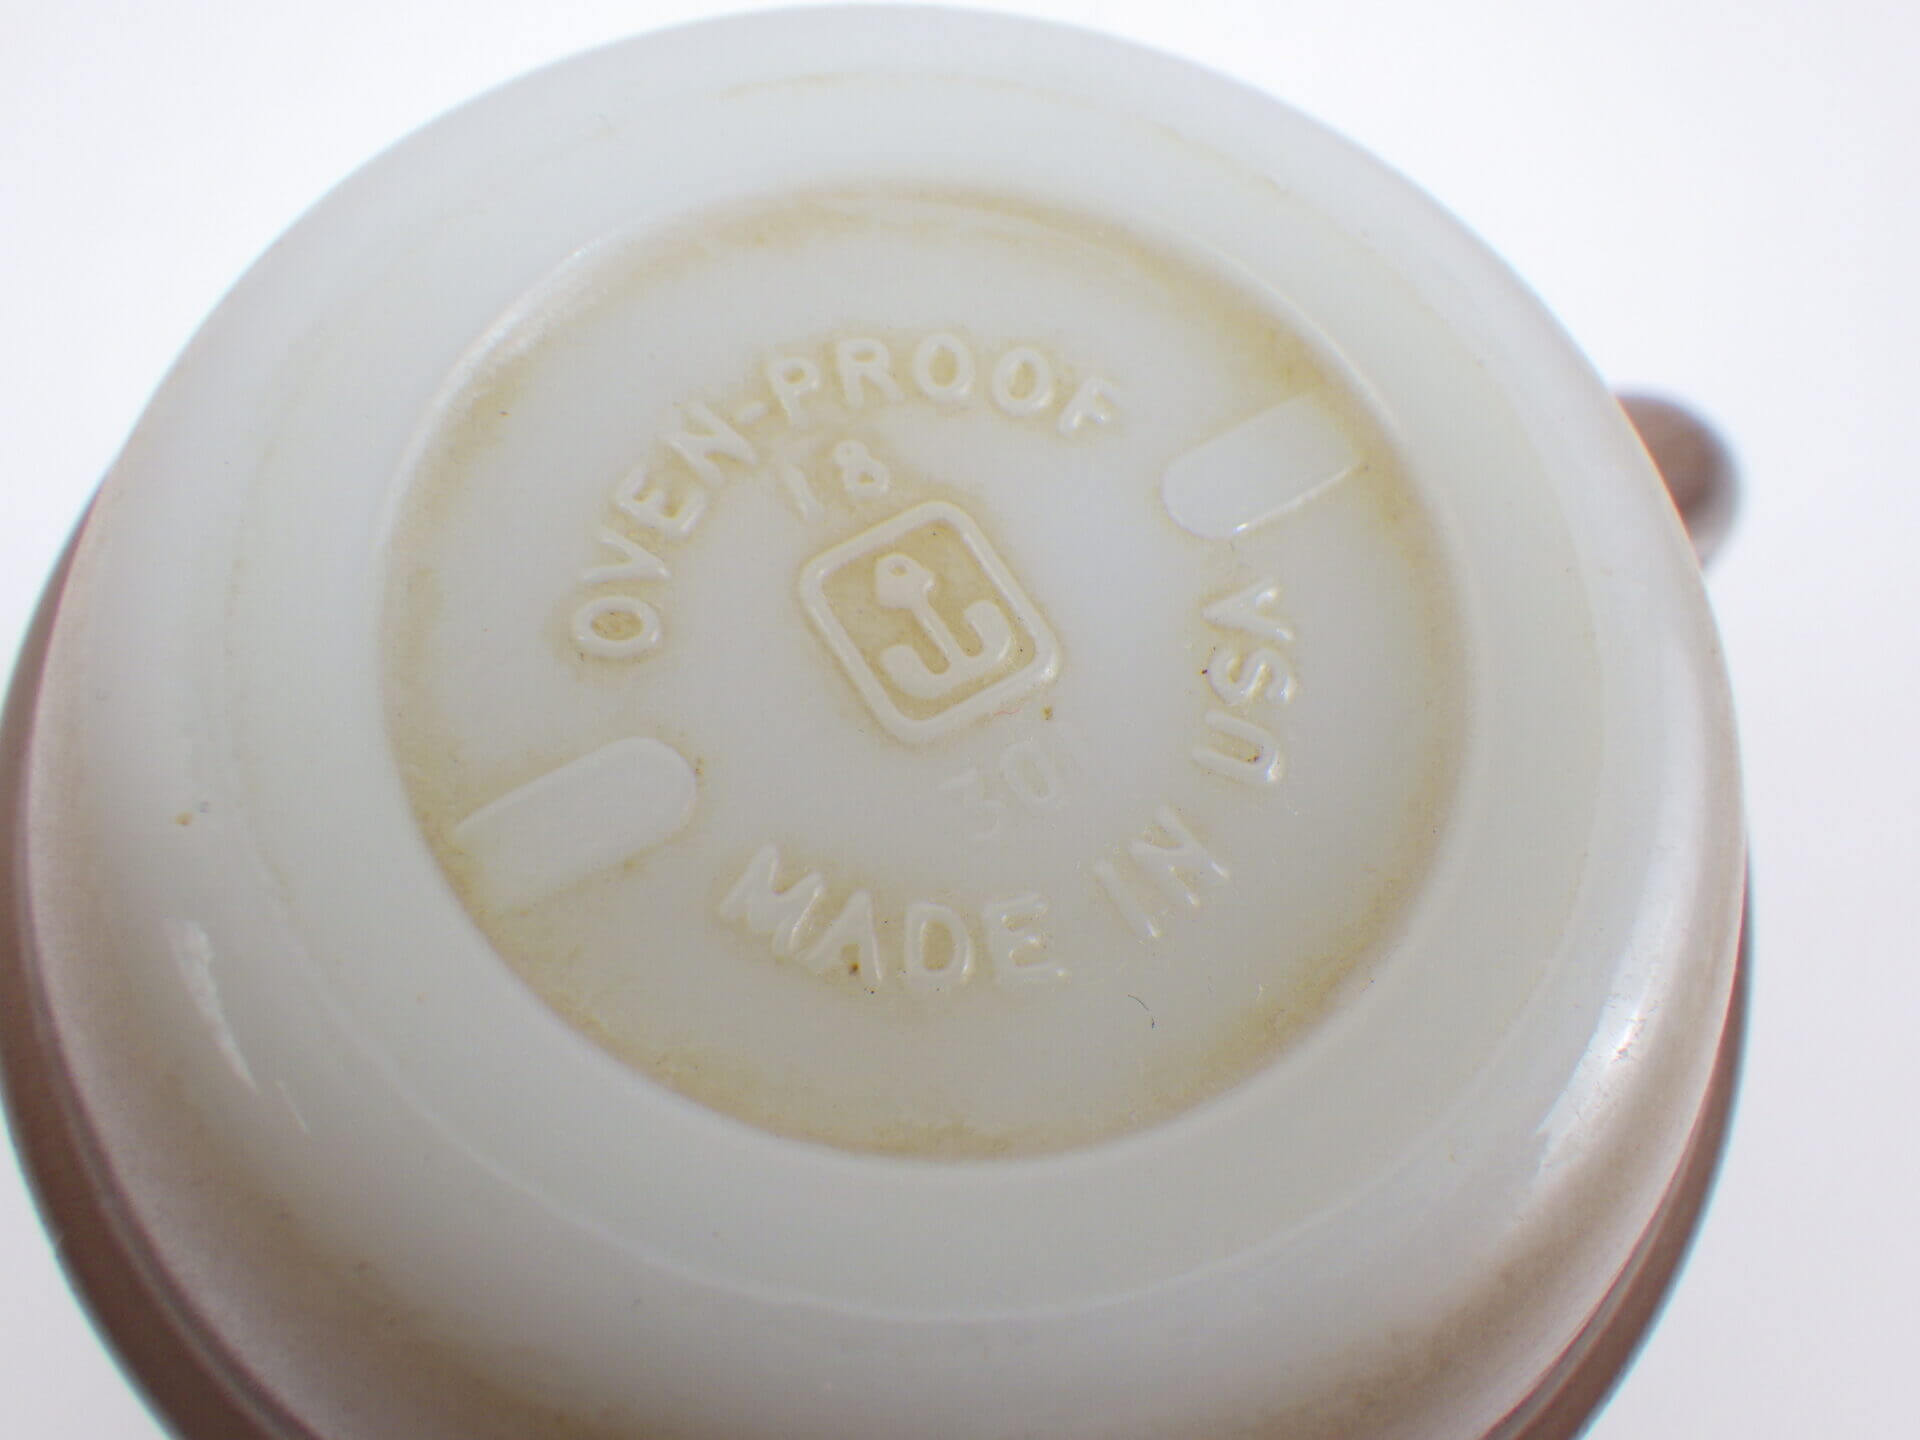 OVEN-PROOF
18
30
MADE IN USA